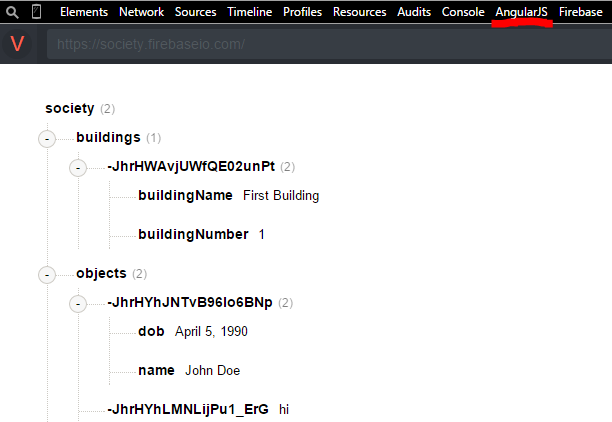 Elements Network Sources Timeline Profiles Resources Audits Console AngularJS Firebase
V https://society.firebaseio.com/
society (2)
- buildings (1)
- -JhrHWAvjUWfQE02unPt (2)
buildingName First Building
buildingNumber 1
- objects (2)
- -JhrHYhJNTvB96Io6BNp (2)
dob April 5, 1990
name John Doe
-JhrHYhLMNLijPu1_ErG hi